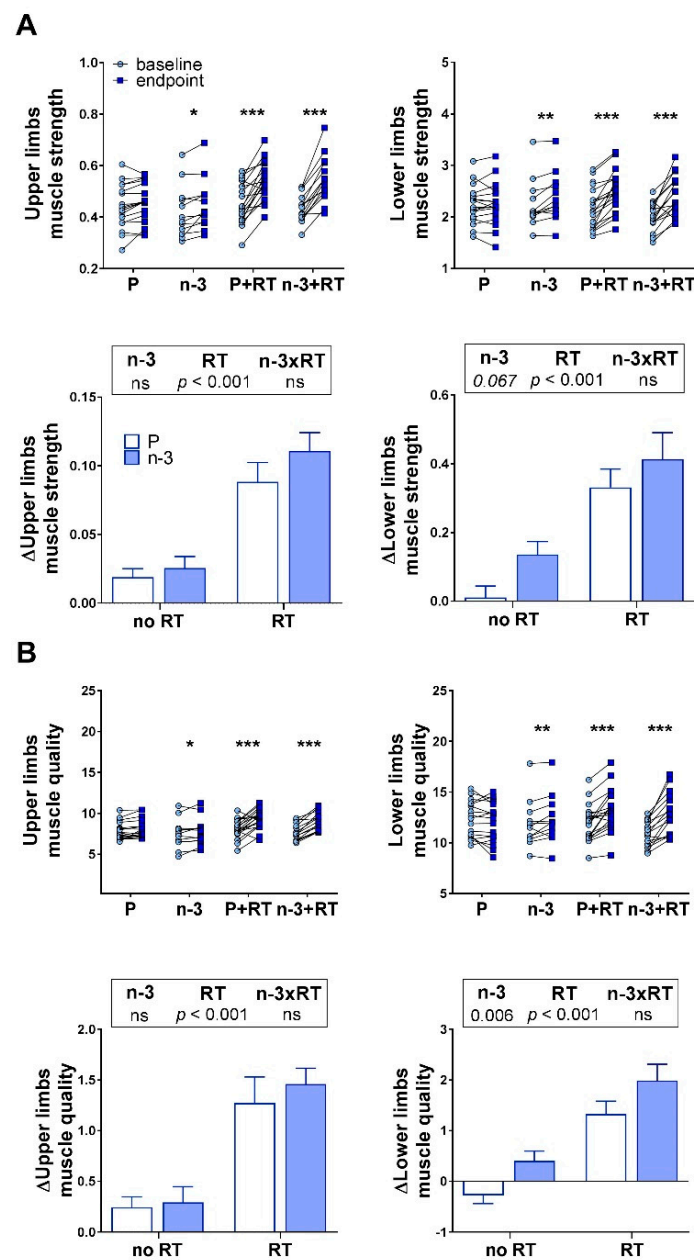 A
baseline
endpoint
Upper limbs
muscle strength
1.0
0.8
0.6
0.4
0.2
* *** ***
P n-3 P+RT n-3+RT
Lower limbs
muscle strength
5
4
3
2
1
** *** ***
P n-3 P+RT n-3+RT
n-3 RT n-3xRT
ns p < 0.001 ns
P
n-3
ΔUpper limbs
muscle strength
0.15
0.10
0.05
0.00
no RT RT
n-3 RT n-3xRT
0.067 p < 0.001 ns
ΔLower limbs
muscle strength
0.6
0.4
0.2
0.0
no RT RT
B
Upper limbs
muscle quality
25
20
15
10
5
* *** ***
P n-3 P+RT n-3+RT
Lower limbs
muscle quality
25
20
15
10
5
** *** ***
P n-3 P+RT n-3+RT
n-3 RT n-3xRT
ns p < 0.001 ns
ΔUpper limbs
muscle quality
2.0
1.5
1.0
0.5
0.0
no RT RT
n-3 RT n-3xRT
0.006 p < 0.001 ns
ΔLower limbs
muscle quality
3
2
1
0
-1
no RT RT